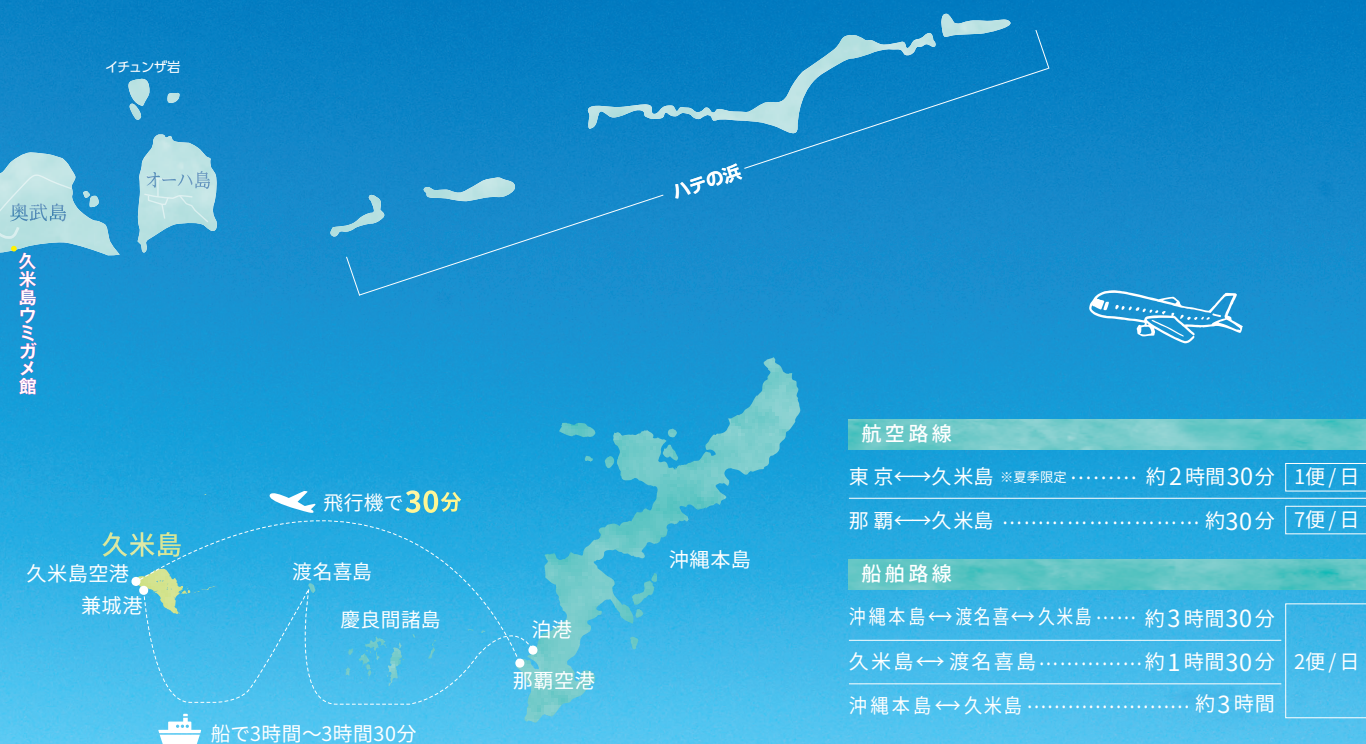 イチュンザ岩
オーハ島
奥武島
久米島ウミガメ館
ハテの浜
飛行機で30分
久米島
久米島空港
兼城港
渡名喜島
慶良間諸島
沖縄本島
泊港
那覇空港
船で3時間～3時間30分
航空路線
東京⟷久米島 ※夏季限定 ……… 約2時間30分 1便/日
那覇⟷久米島 ……………………… 約30分 7便/日
船舶路線
沖縄本島⟷渡名喜⟷久米島 …… 約3時間30分
久米島⟷渡名喜島 …………… 約1時間30分 2便/日
沖縄本島⟷久米島 …………………… 約3時間